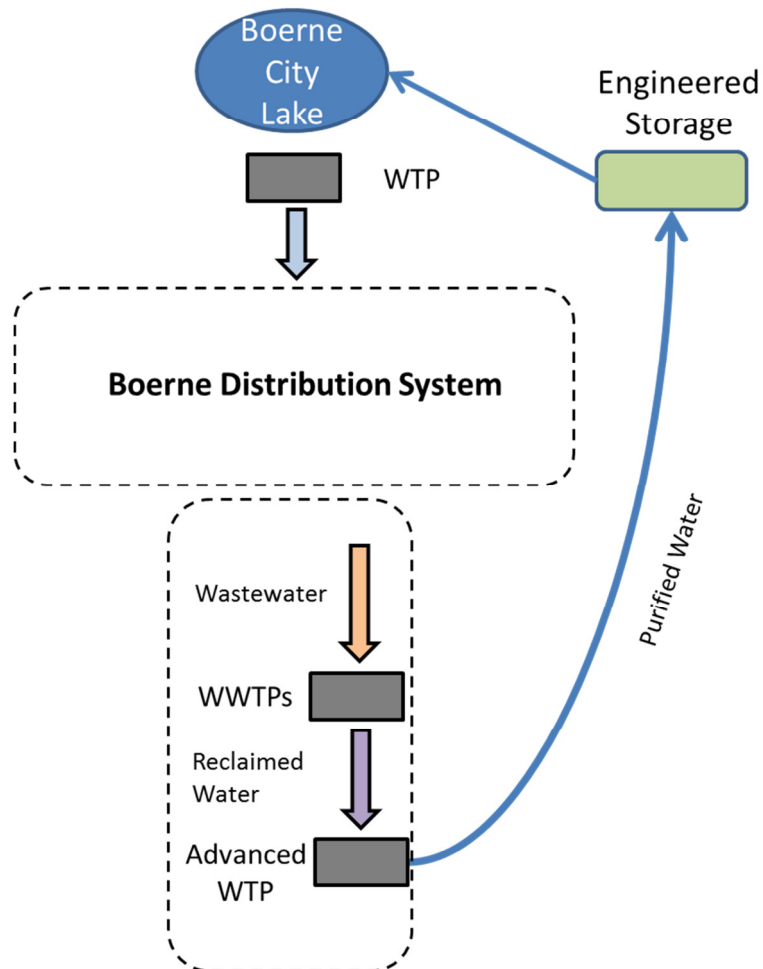 Boerne
City
Lake
Engineered
Storage
WTP
Boerne Distribution System
Purified Water
Wastewater
WWTPs
Reclaimed
Water
Advanced
WTP